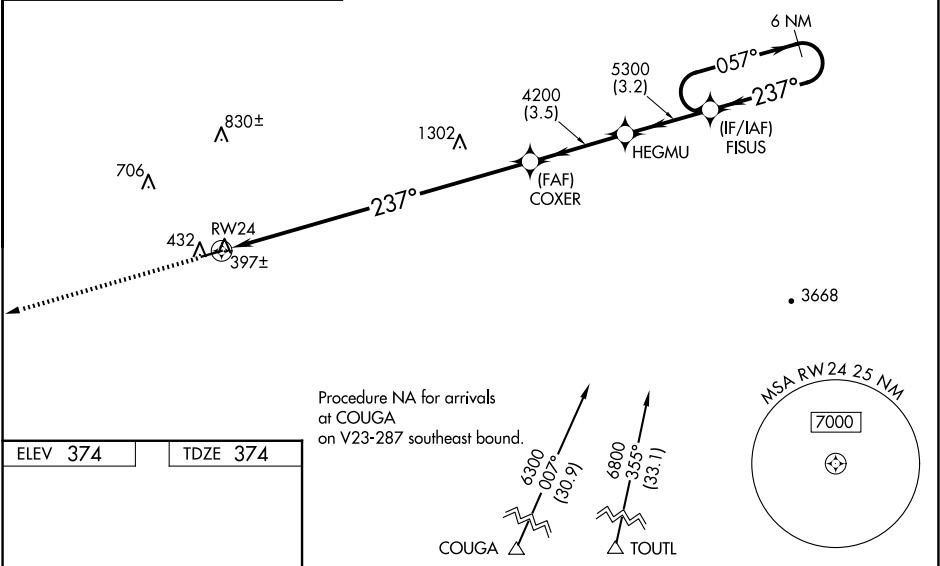 6 NM
057°
237°
5300
(3.2)
4200
(3.5)
830±
1302
(IF/IAF)
FISUS
HEGMU
(FAF)
COXER
706
237°
RW24
432
397±
3668
MSA RW24 25 NM
7000
Procedure NA for arrivals
at COUGA
on V23-287 southeast bound.
ELEV 374
TDZE 374
6300
007°
(30.9)
6800
355°
(33.1)
COUGA
TOUTL